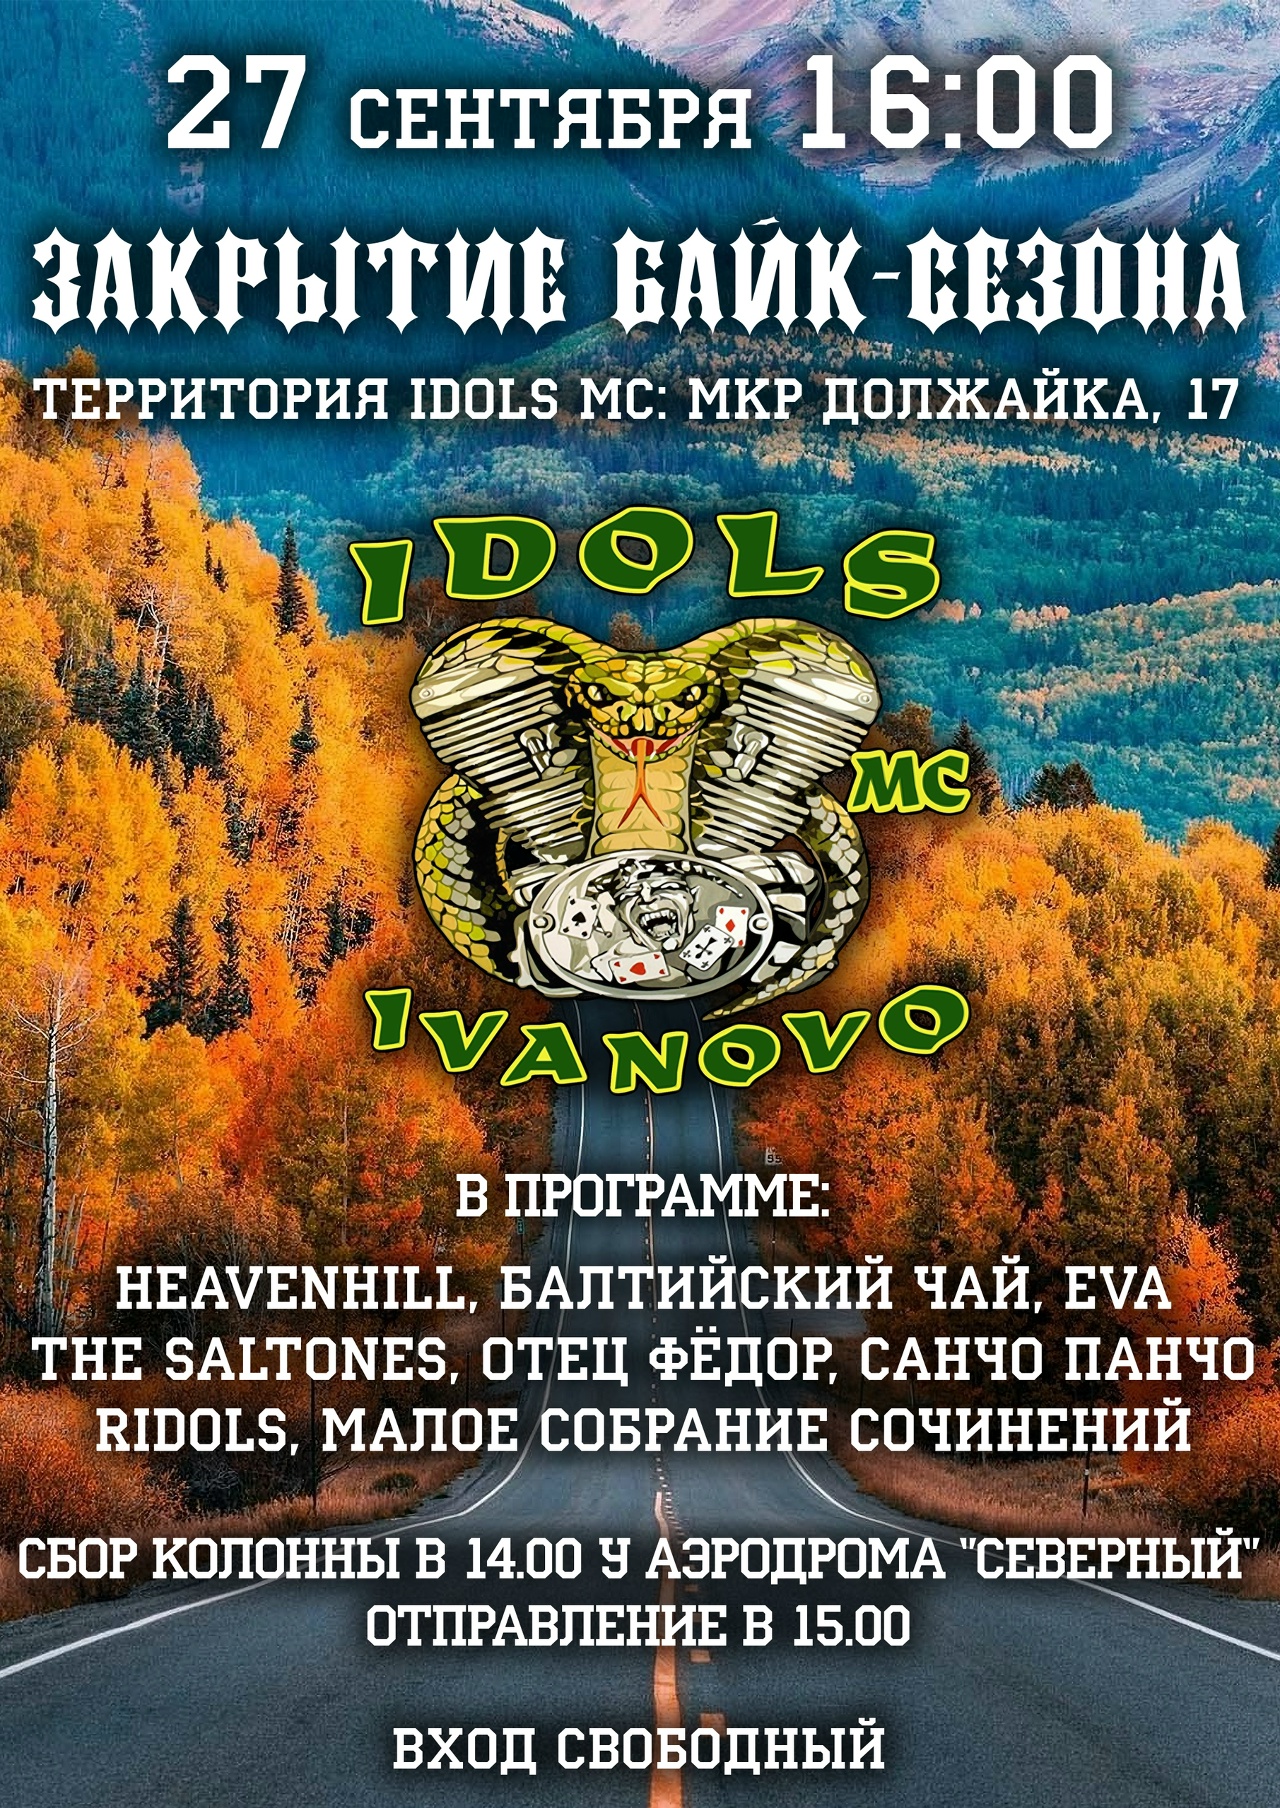 27 СЕНТЯБРЯ 16:00
ЗАКРЫТИЕ БАЙК-СЕЗОНА
ТЕРРИТОРИЯ IDOLS MC: МКР ДОЛЖАЙКА, 17
IDOLS
MC
IVANOVO
В ПРОГРАММЕ:
HEAVENHILL, БАЛТИЙСКИЙ ЧАЙ, EVA
THE SALTONES, ОТЕЦ ФЁДОР, САНЧО ПАНЧО
RIDOLS, МАЛОЕ СОБРАНИЕ СОЧИНЕНИЙ
СБОР КОЛОННЫ В 14.00 У АЭРОДРОМА "СЕВЕРНЫЙ"
ОТПРАВЛЕНИЕ В 15.00
ВХОД СВОБОДНЫЙ